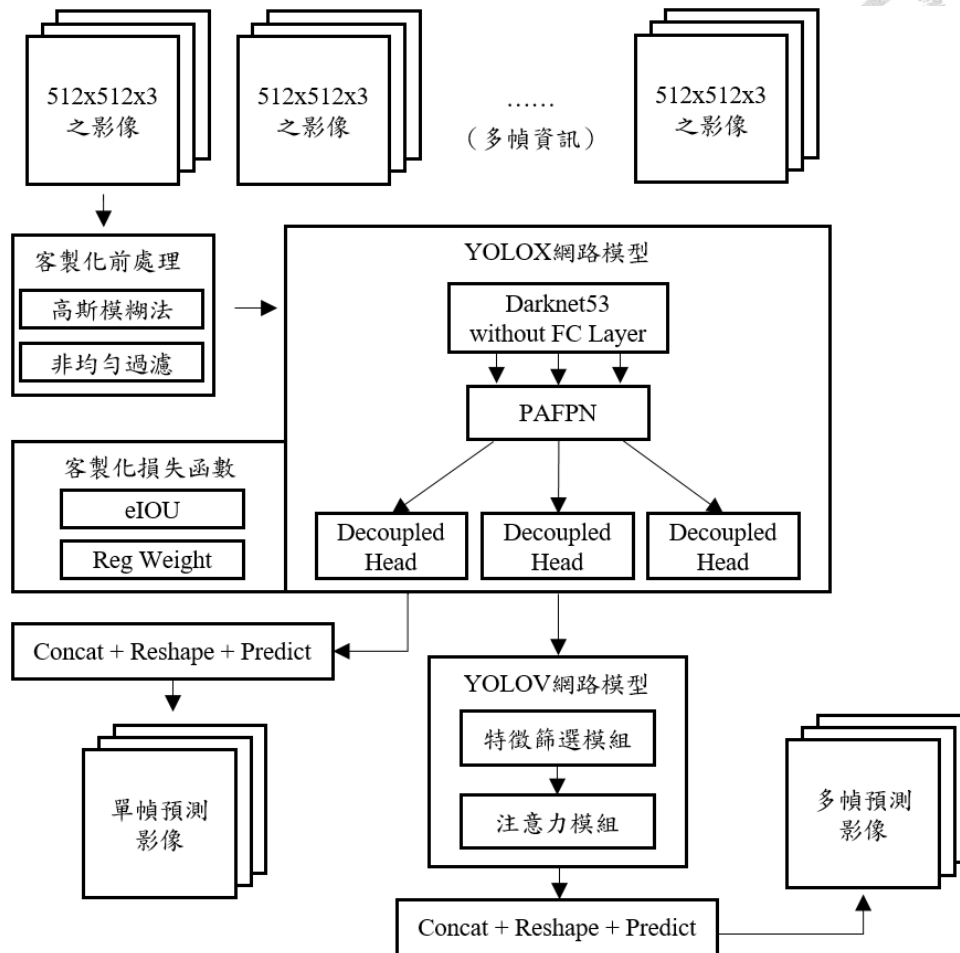 512x512x3
之影像
512x512x3
之影像
……
（多幀資訊）
512x512x3
之影像
客製化前處理
高斯模糊法
非均勻過濾
YOLOX網路模型
Darknet53
without FC Layer
PAFPN
Decoupled
Head
Decoupled
Head
Decoupled
Head
客製化損失函數
eIOU
Reg Weight
Concat + Reshape + Predict
單幀預測
影像
YOLOV網路模型
特徵篩選模組
注意力模組
Concat + Reshape + Predict
多幀預測
影像